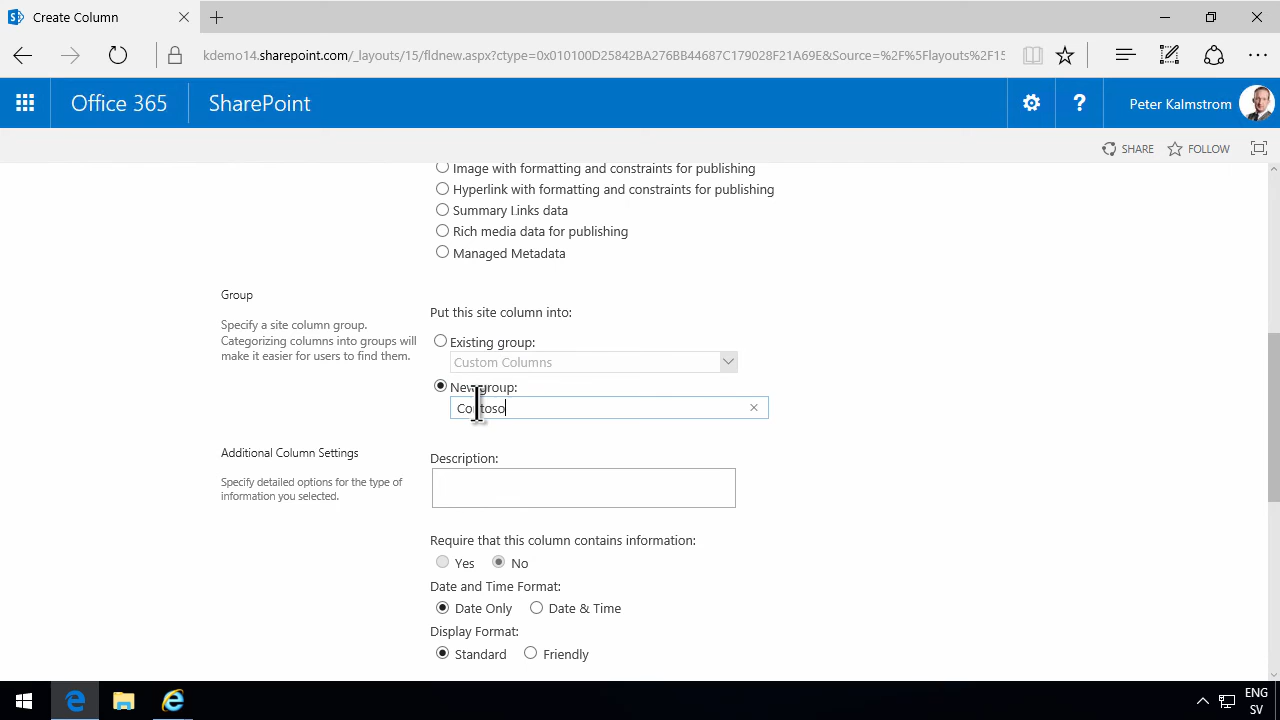 Create Column
kdemo14.sharepoint.com/_layouts/15/fldnew.aspx?ctype=0x010100D25842BA276BB44687C179028F21A69E&Source=%2F%5Flayouts%2F15
Office 365
SharePoint
Peter Kalmstrom
SHARE
FOLLOW
Image with formatting and constraints for publishing
Hyperlink with formatting and constraints for publishing
Summary Links data
Rich media data for publishing
Managed Metadata
Group
Specify a site column group.
Categorizing columns into groups will
make it easier for users to find them.
Put this site column into:
Existing group:
Custom Columns
New group:
Contoso
Additional Column Settings
Specify detailed options for the type of
information you selected.
Description:
Require that this column contains information:
Yes
No
Date and Time Format:
Date Only
Date & Time
Display Format:
Standard
Friendly
ENG
SV